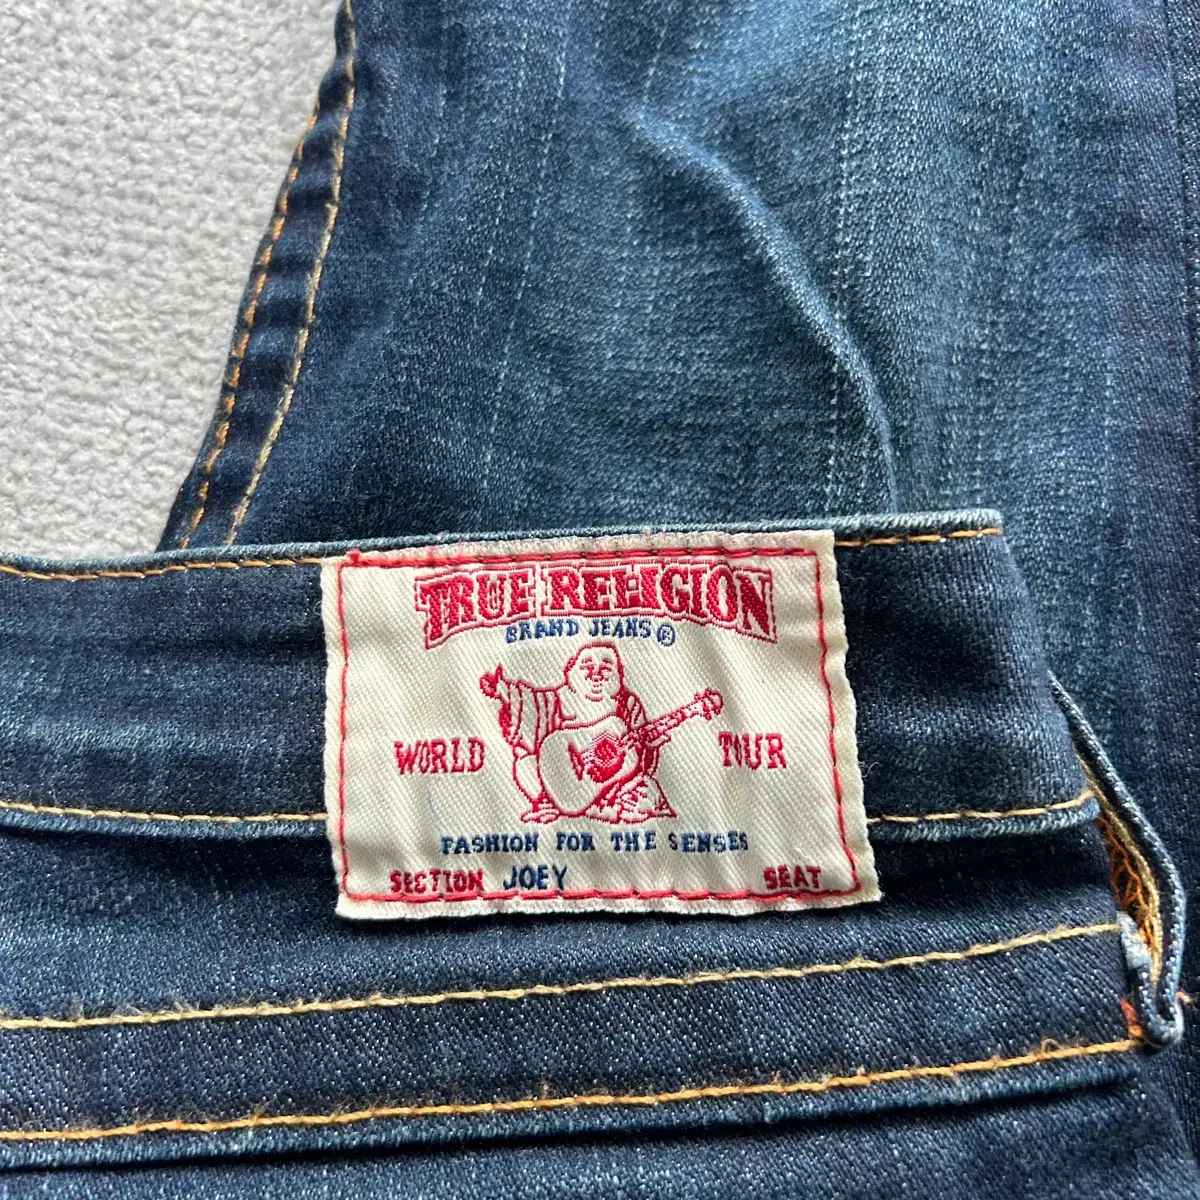 TRUE RELIGION
BRAND JEANS®
WORLD TOUR
FASHION FOR THE SENSES
SECTION JOEY SEAT